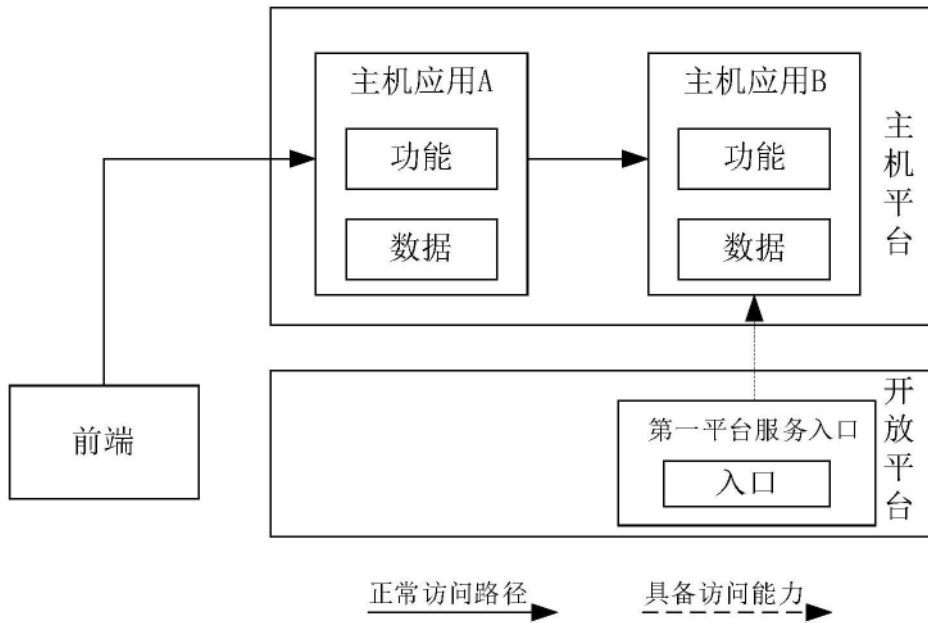 主机应用A
功能
数据
主机应用B
功能
数据
主机平台
前端
第一平台服务入口
入口
开放平台
正常访问路径
具备访问能力